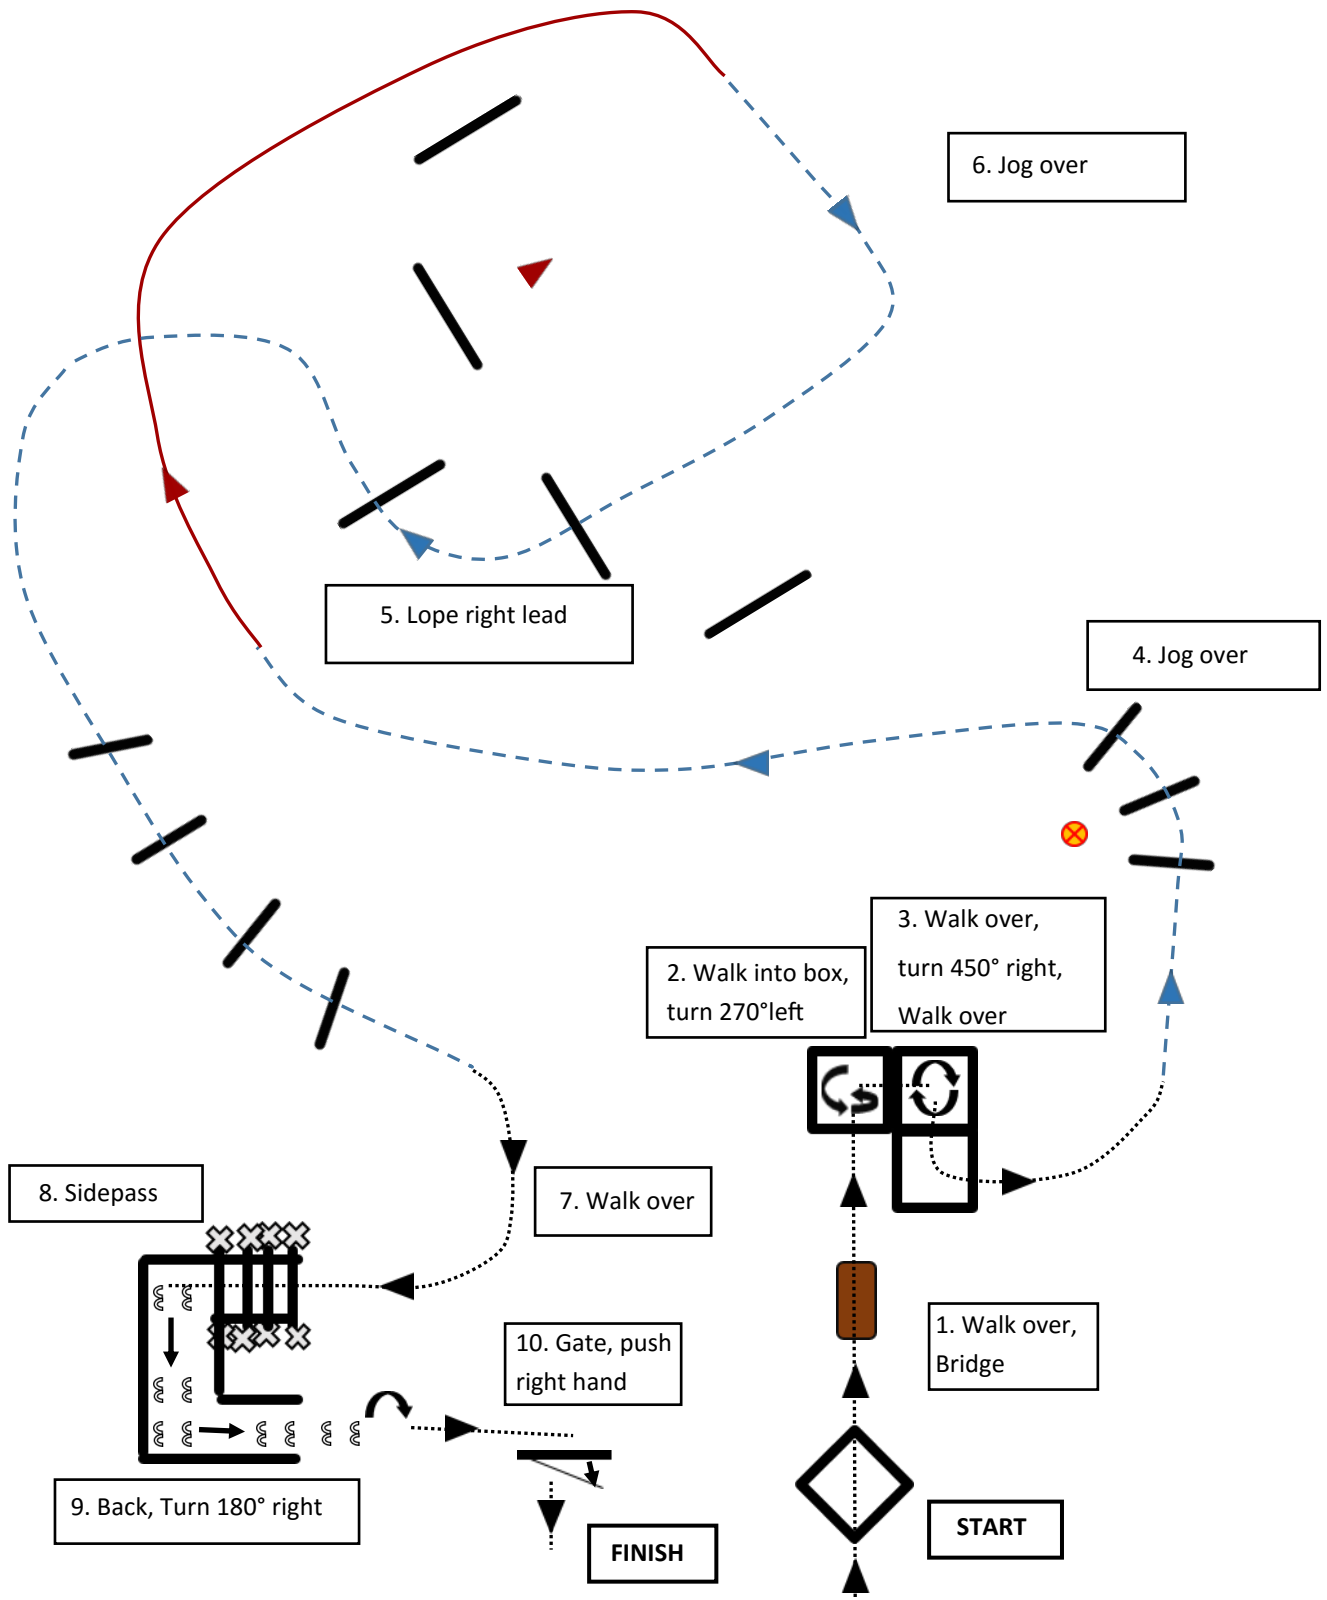 6. Jog over
5. Lope right lead
4. Jog over
3. Walk over,
turn 450° right,
Walk over
2. Walk into box,
turn 270°left
8. Sidepass
7. Walk over
10. Gate, push
right hand
1. Walk over,
Bridge
9. Back, Turn 180° right
START
FINISH